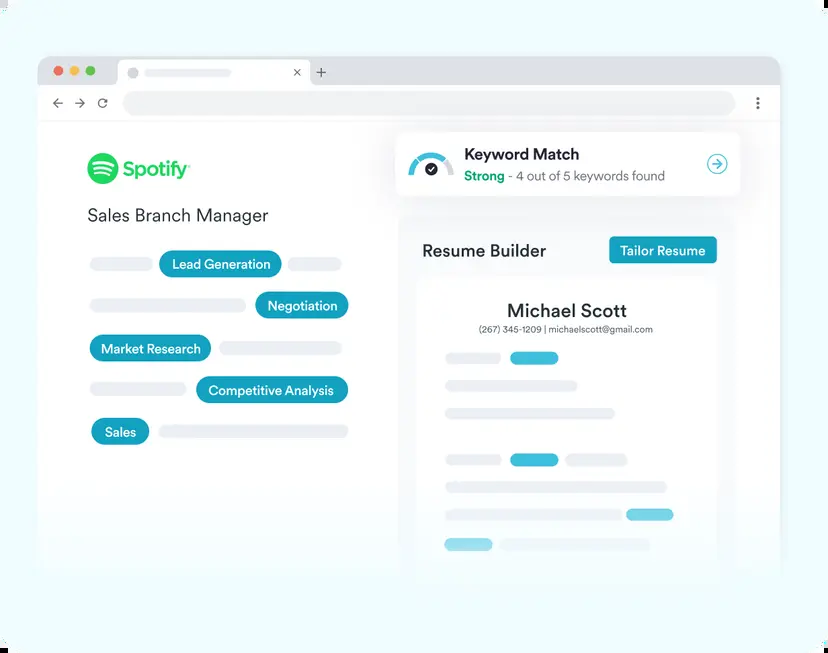 Spotify
Sales Branch Manager
Lead Generation
Negotiation
Market Research
Competitive Analysis
Sales
Keyword Match
Strong - 4 out of 5 keywords found
Resume Builder
Tailor Resume
Michael Scott
(267) 345-1209 | michaelscott@gmail.com